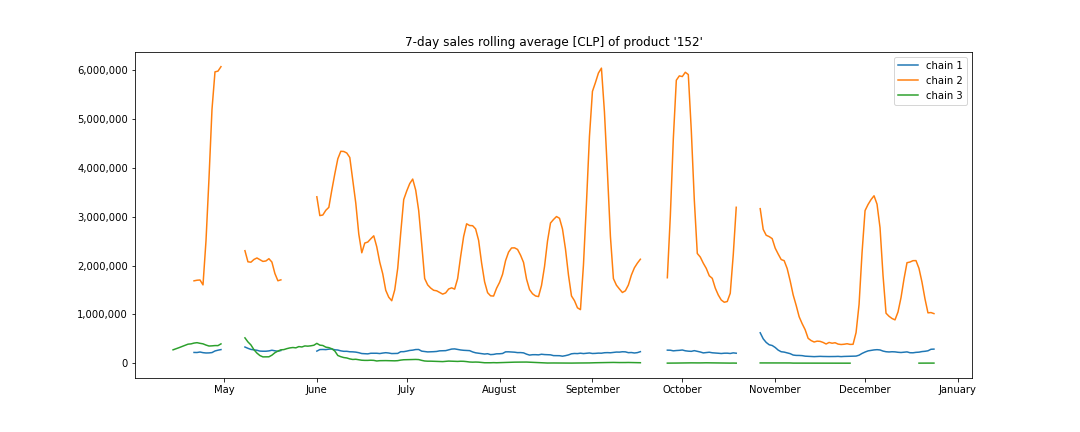 7-day sales rolling average [CLP] of product '152'
6,000,000
5,000,000
4,000,000
3,000,000
2,000,000
1,000,000
0
chain 1
chain 2
chain 3
May June July August September October November December January